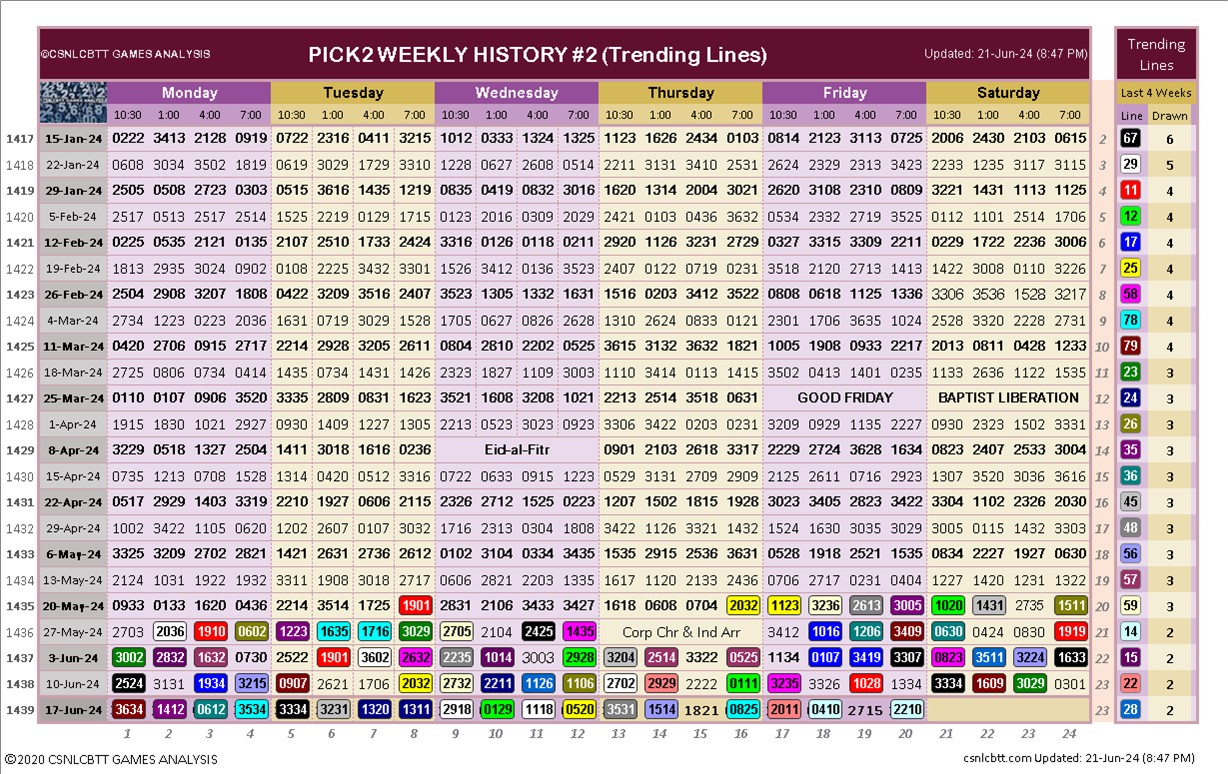 ©CSNLCBTT GAMES ANALYSIS PICK2 WEEKLY HISTORY #2 (Trending Lines) Updated: 21-Jun-24 (8:47 PM)
Trending Lines
Monday Tuesday Wednesday Thursday Friday Saturday Last 4 Weeks
10:30 1:00 4:00 7:00 10:30 1:00 4:00 7:00 10:30 1:00 4:00 7:00 10:30 1:00 4:00 7:00 10:30 1:00 4:00 7:00 10:30 1:00 4:00 7:00 Line Drawn
1417 15-Jan-24 0222 3413 2128 0919 0722 2316 0411 3215 1012 0333 1324 1325 1123 1626 2434 0103 0814 2123 3113 0725 2006 2430 2103 0615 2 67 6
1418 22-Jan-24 0608 3034 3502 1819 0619 3029 1729 3310 1228 0627 2608 0514 2211 3131 3410 2531 2624 2329 2113 3423 2233 1235 3117 3115 3 29 5
1419 29-Jan-24 2505 0508 2723 0303 0515 3616 1435 1219 0835 0419 0832 3016 1620 1314 2004 3021 2620 3108 2310 0809 3221 1431 1113 1125 4 11 4
1420 5-Feb-24 2517 0513 2517 2514 1525 2219 0129 1715 0123 2016 0309 2029 2421 0103 0436 3632 0534 2332 2719 3525 0112 1101 2514 1706 5 12 4
1421 12-Feb-24 0225 0535 2121 0135 2107 2510 1733 2424 3316 0126 0118 0211 2920 1126 3231 2729 0327 3315 3309 2211 0229 1722 2236 3006 6 17 4
1422 19-Feb-24 1813 2935 3024 0902 0108 2225 3432 3301 1526 3412 0136 3523 2407 0122 0719 0231 3518 2120 2713 1413 1422 3008 0110 3226 7 25 4
1423 26-Feb-24 2504 2908 3207 1808 0422 3209 3516 2407 3523 1305 1332 1631 1516 0203 3412 3522 0808 0618 1125 1336 3306 3536 1528 3217 8 58 4
1424 4-Mar-24 2734 1223 0223 2036 1631 0719 3029 1523 1705 0627 0826 2628 1310 2624 0833 0121 2301 1706 3635 1024 2528 3320 2228 2731 9 78 4
1425 11-Mar-24 0420 2706 0915 2717 2214 2928 3205 2611 0804 2810 2202 0525 3615 3132 3632 1821 1005 1908 0933 2217 2013 0811 0428 1233 10 79 4
1426 18-Mar-24 2725 0806 0734 0414 1435 0734 1431 1426 2323 1827 1109 3003 1110 3414 0113 1415 3502 0413 1401 0235 1133 2636 1122 1535 11 23 3
1427 25-Mar-24 0110 0107 0906 3520 3335 2809 0831 1623 3521 1608 3208 1021 2213 2514 3518 0631 GOOD FRIDAY BAPTIST LIBERATION 12 24 3
1428 1-Apr-24 1915 1830 1021 2927 0930 1409 1227 1305 2213 0523 3023 0923 3306 3422 0203 0231 3209 0929 1135 2227 0930 2323 1502 3331 13 26 3
1429 8-Apr-24 3229 0518 1327 2504 1411 3018 1616 0233 Eid-al-Fitr 0901 2103 2618 3317 2229 2724 3628 1634 0823 2407 2533 3004 14 35 3
1430 15-Apr-24 0735 1213 0708 1528 1314 0420 0512 3316 0722 0633 0915 1223 0529 3131 2709 2909 2125 2611 0716 2923 1307 3520 3036 3616 15 36 3
1431 22-Apr-24 0517 2929 1403 3319 2210 1927 0606 2115 2326 2712 1525 0223 1207 1502 1815 1928 3023 3405 2823 3422 3304 1102 2326 2030 16 45 3
1432 29-Apr-24 1002 3422 1105 0620 1202 2607 0107 3032 1716 2313 0304 1808 3422 1126 3321 1432 1524 1630 3035 3029 3005 0115 1432 3303 17 48 3
1433 6-May-24 3325 3209 2702 2821 1421 2631 2736 2612 0102 3104 0334 3435 1535 2915 2536 3631 0528 1918 2521 1535 0834 2227 1927 0630 18 56 3
1434 13-May-24 2124 1031 1922 1932 3311 1908 3018 2717 0606 2821 2203 1335 1617 1120 2133 2436 0706 2717 0231 0404 1227 1420 1231 1322 19 57 3
1435 20-May-24 0933 0133 1620 0436 2214 3514 1725 1901 2831 2106 3433 3427 1618 0608 0704 2032 1123 3236 2613 3005 1020 1431 2735 1511 20 59 3
1436 27-May-24 2703 2036 1910 0602 1223 1635 1716 3029 2705 2104 2425 1435 Corp Chr & Ind Arr 3412 1016 1206 3409 0630 0424 0830 1919 21 14 2
1437 3-Jun-24 3002 2832 1632 0730 2522 1901 3602 2632 2235 1014 3003 2928 3204 2514 3322 0525 1134 0107 3419 3307 0823 3511 3224 1633 22 15 2
1438 10-Jun-24 2524 3131 1934 3215 0907 2621 1706 2032 2732 2211 1126 1106 2702 2929 2222 0111 3235 3326 1028 1334 3334 1609 3029 0301 23 22 2
1439 17-Jun-24 3634 1412 0612 3534 3334 3231 1320 1311 2918 0129 1118 0520 3531 1514 1821 0825 2011 0410 2715 2210 23 28 2
1 2 3 4 5 6 7 8 9 10 11 12 13 14 15 16 17 18 19 20 21 22 23 24
©2020 CSNLCBTT GAMES ANALYSIS csnlcbtt.com Updated: 21-Jun-24 (8:47 PM)